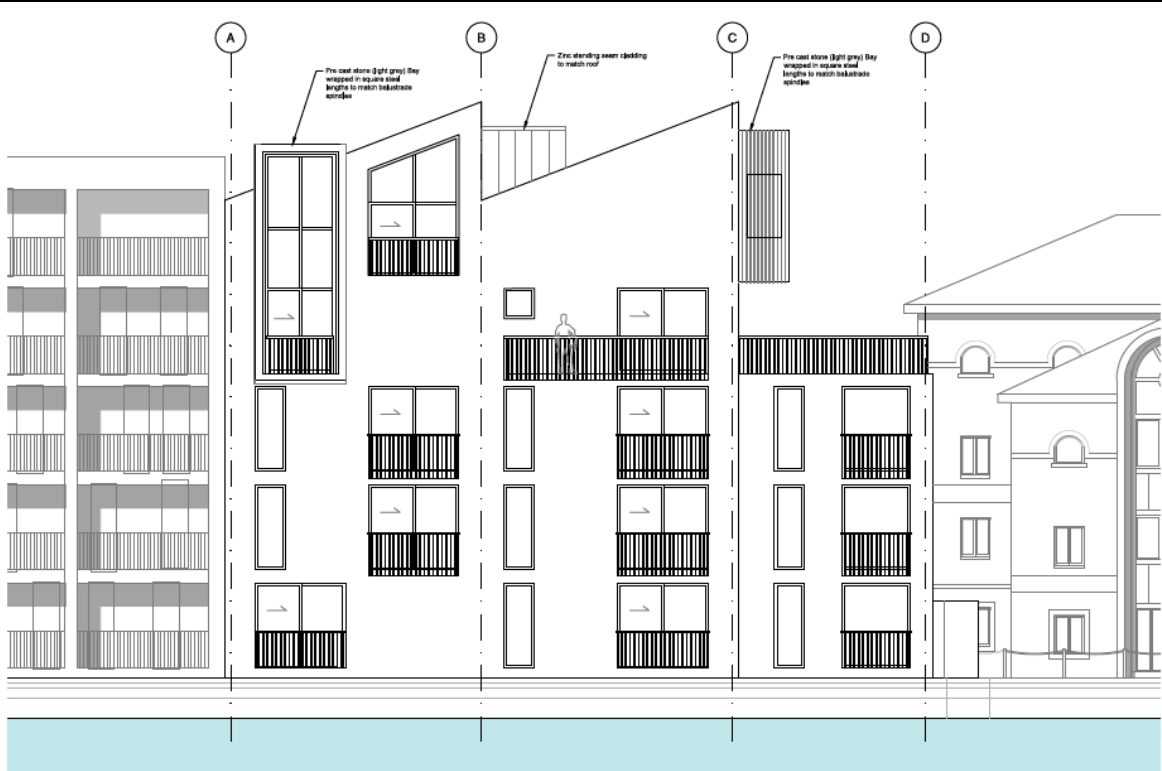 A
B
C
D
Pre cast stone (light grey) Bay
wrapped in square steel
lengths to match balustrade
spindles
Zinc standing seam cladding
to match roof
Pre cast stone (light grey) Bay
wrapped in square steel
lengths to match balustrade
spindles